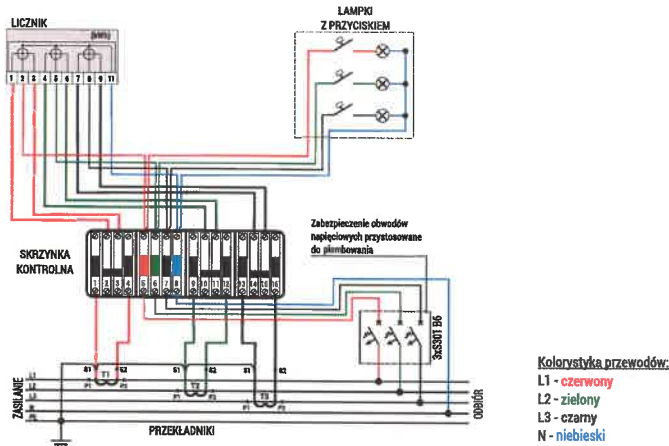 LICZNIK
(kWh)
1 2 3 4 5 6 7 8 9 11
LAMPKI
Z PRZYCISKIEM
Zabezpieczenie obwodów
napięciowych przystosowane
do plombowania
SKRZYNKA
KONTROLNA
1 2 3 4 5 6 7 8 9 10 11 12 13 14 15 16
3xS301 B6
S1 S2 S1 S2 S1 S2
T1
T2
T3
P1 P2
P1 P2
P1 P2
ZASILANIE
L1
L2
L3
N
ODBIÓR
PRZEKŁADNIKI
Kolorystyka przewodów:
L1 - czerwony
L2 - zielony
L3 - czarny
N - niebieski